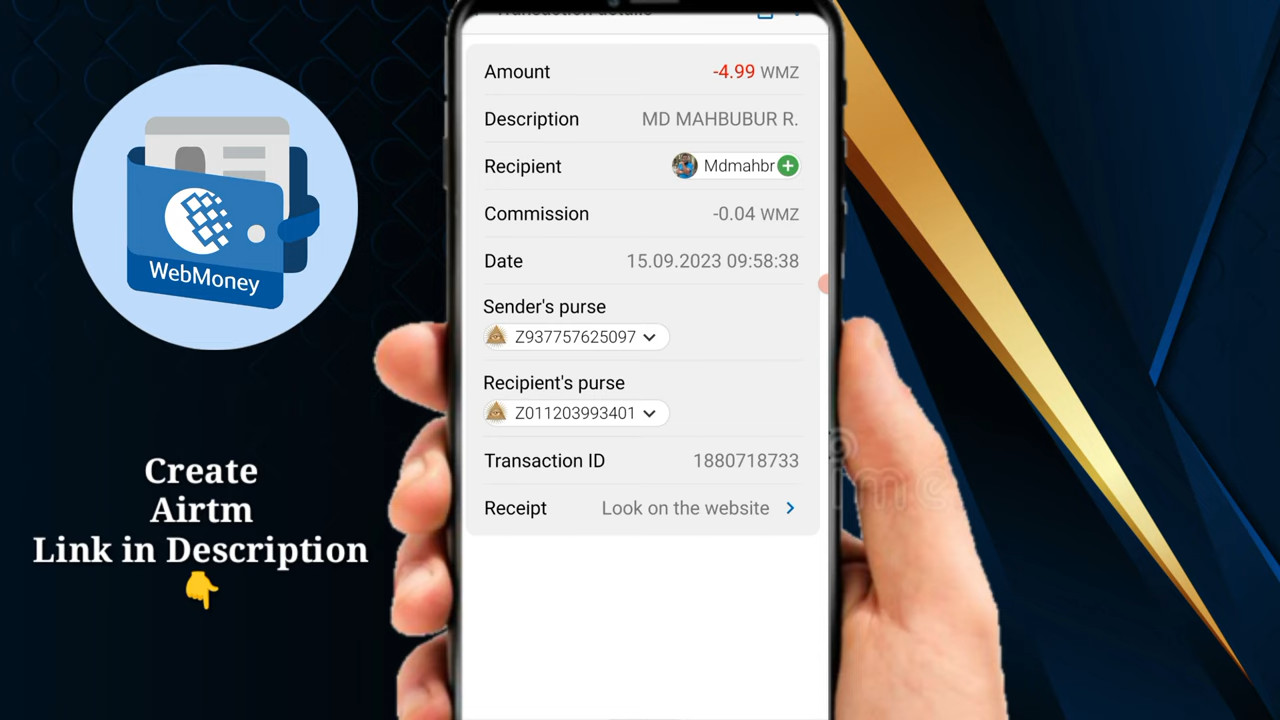 Transaction details
Amount -4.99 WMZ
Description MD MAHBUBUR R.
Recipient Mdmahbr
Commission -0.04 WMZ
Date 15.09.2023 09:58:38
Sender's purse
Z937757625097
Recipient's purse
Z011203993401
Transaction ID 1880718733
Receipt Look on the website
WebMoney
Create
Airtm
Link in Description